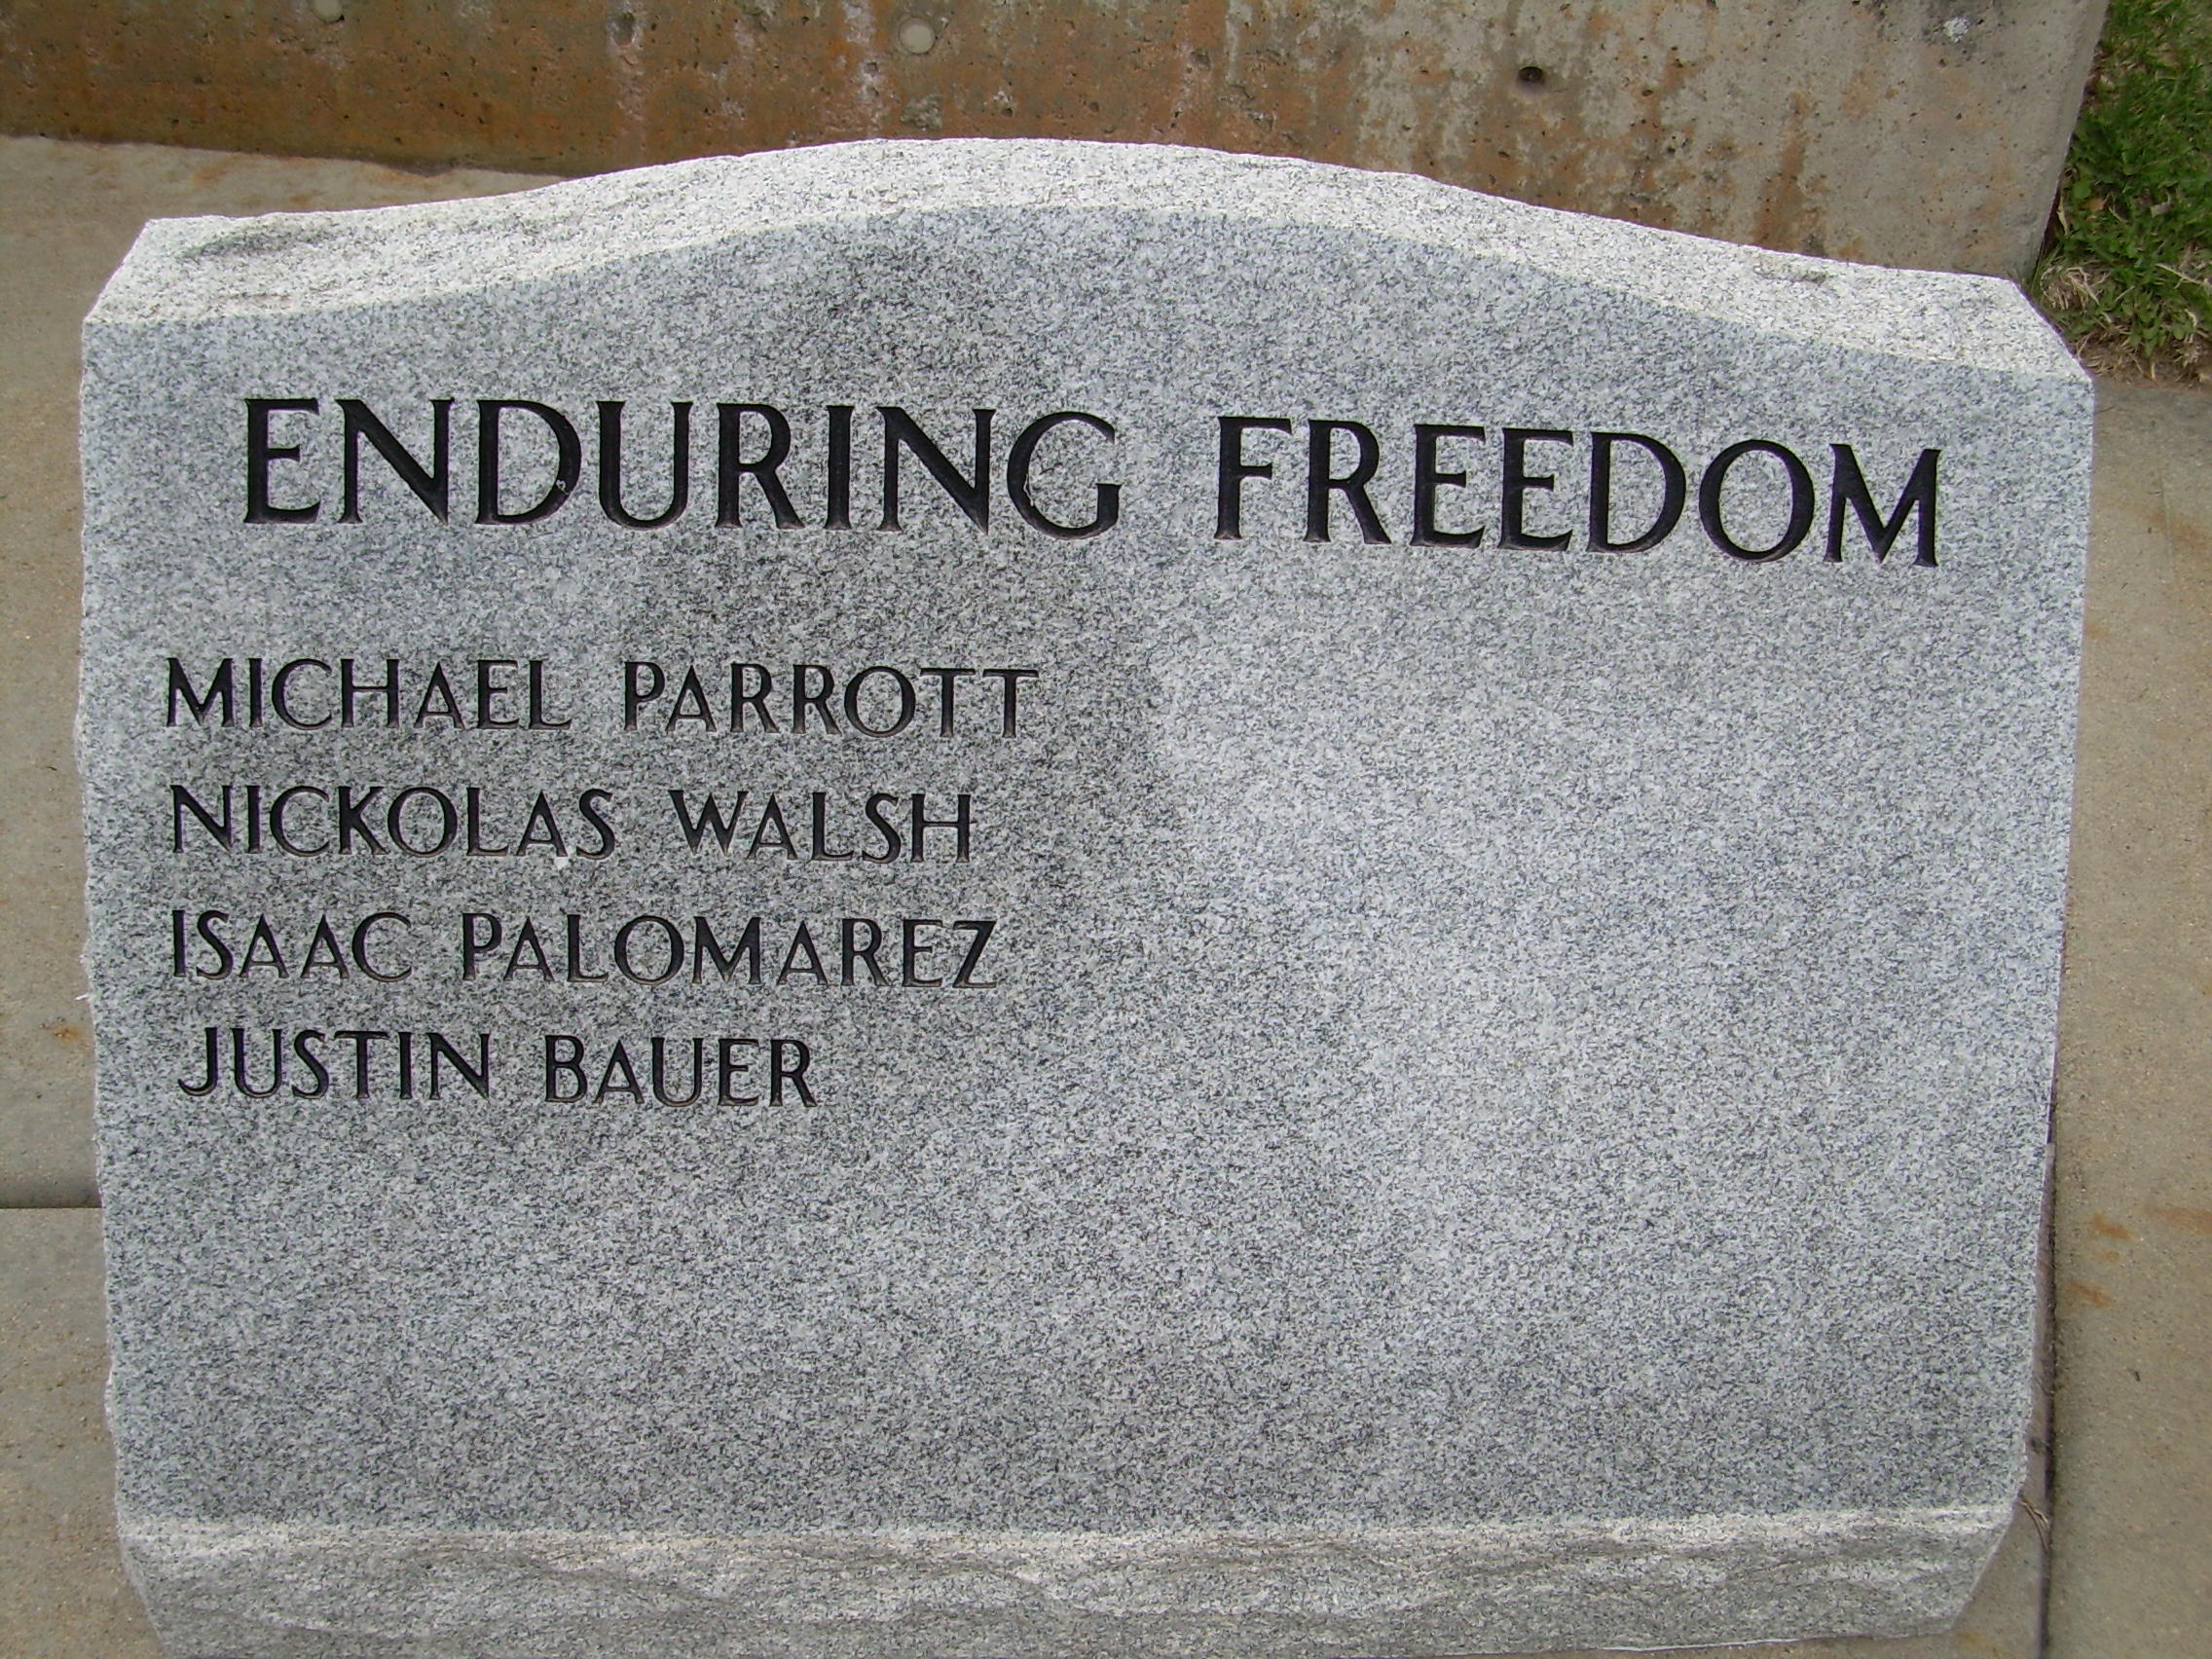 ENDURING FREEDOM
MICHAEL PARROTT
NICKOLAS WALSH
ISAAC PALOMAREZ
JUSTIN BAUER